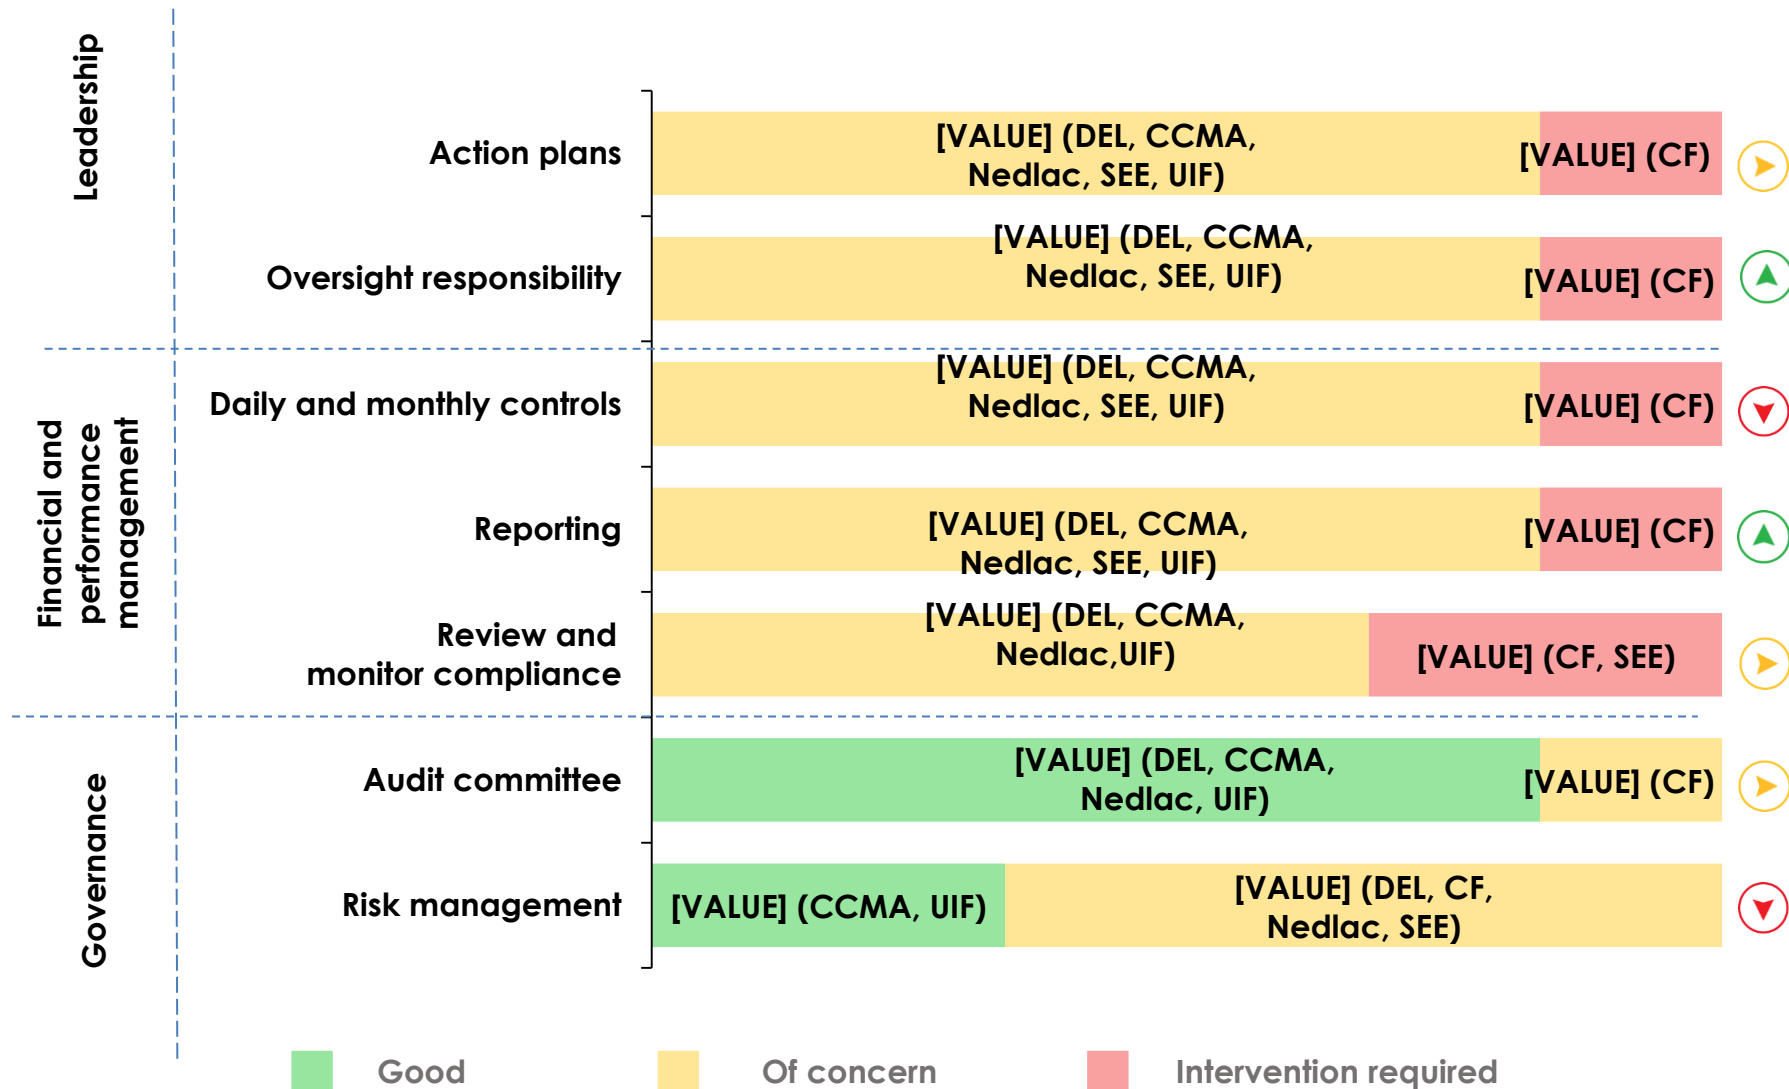 Leadership
Action plans
[VALUE] (DEL, CCMA,
Nedlac, SEE, UIF)
[VALUE] (CF)
Oversight responsibility
[VALUE] (DEL, CCMA,
Nedlac, SEE, UIF)
[VALUE] (CF)
Financial and
performance
management
Daily and monthly controls
[VALUE] (DEL, CCMA,
Nedlac, SEE, UIF)
[VALUE] (CF)
Reporting
[VALUE] (DEL, CCMA,
Nedlac, SEE, UIF)
[VALUE] (CF)
Review and
monitor compliance
[VALUE] (DEL, CCMA,
Nedlac,UIF)
[VALUE] (CF, SEE)
Governance
Audit committee
[VALUE] (DEL, CCMA,
Nedlac, UIF)
[VALUE] (CF)
Risk management
[VALUE] (CCMA, UIF)
[VALUE] (DEL, CF,
Nedlac, SEE)
Good
Of concern
Intervention required